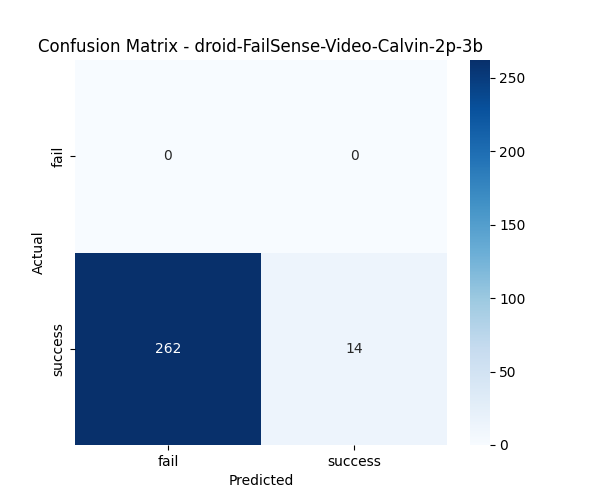 Confusion Matrix - droid-FailSense-Video-Calvin-2p-3b
Actual
fail
success
0
0
262
14
fail
success
Predicted
250
200
150
100
50
0